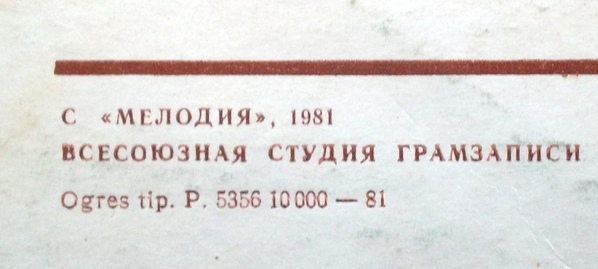 С «МЕЛОДИЯ», 1981
ВСЕСОЮЗНАЯ СТУДИЯ ГРАМЗАПИСИ
Ogres tip. P. 5356 10 000 — 81